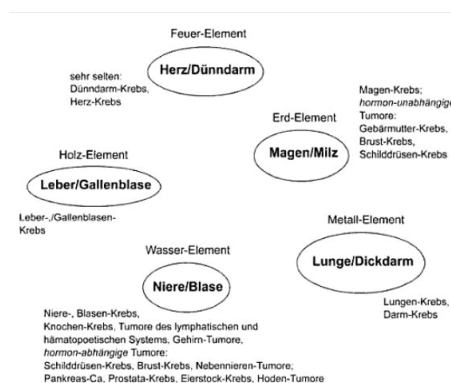 Feuer-Element
Herz/Dünndarm
sehr selten:
Dünndarm-Krebs,
Herz-Krebs
Magen-Krebs;
hormon-unabhängige
Tumore:
Gebärmutter-Krebs,
Brust-Krebs,
Schilddrüsen-Krebs
Erd-Element
Magen/Milz
Holz-Element
Leber/Gallenblase
Leber-,/Gallenblasen-
Krebs
Metall-Element
Lunge/Dickdarm
Lungen-Krebs,
Darm-Krebs
Wasser-Element
Niere/Blase
Niere-, Blasen-Krebs,
Knochen-Krebs, Tumore des lymphatischen und
hämatopoetischen Systems, Gehirn-Tumore,
hormon-abhängige Tumore:
Schilddrüsen-Krebs, Brust-Krebs, Nebennieren-Tumore;
Pankreas-Ca, Prostata-Krebs, Eierstock-Krebs, Hoden-Tumore